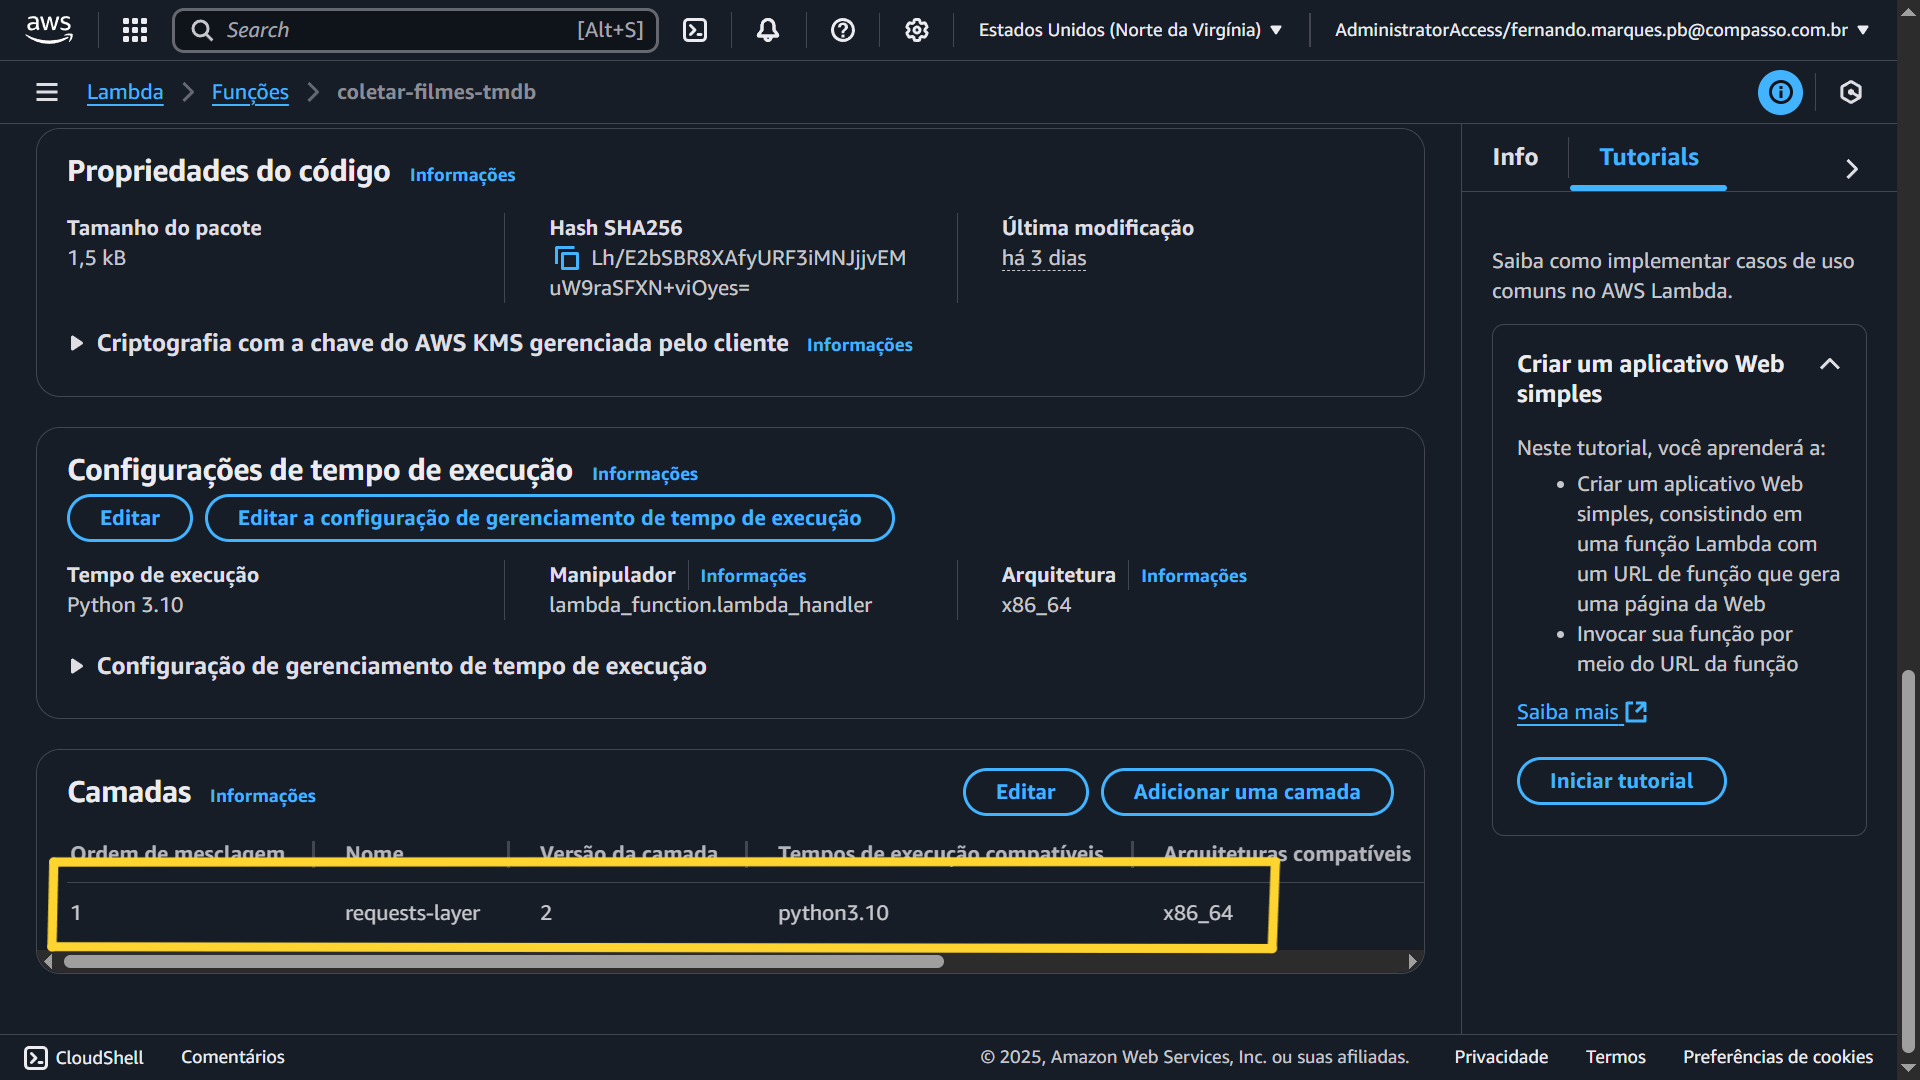 aws
Search [Alt+S]
Estados Unidos (Norte da Virgínia)
AdministratorAccess/fernando.marques.pb@compasso.com.br
Lambda
Funções
coletar-filmes-tmdb
Propriedades do código Informações
Tamanho do pacote
1,5 kB
Hash SHA256
Lh/E2bSBR8XAfyURF3iMNJjjvEM
uW9raSFXN+viOyes=
Última modificação
há 3 dias
Criptografia com a chave do AWS KMS gerenciada pelo cliente Informações
Configurações de tempo de execução Informações
Editar
Editar a configuração de gerenciamento de tempo de execução
Tempo de execução
Python 3.10
Manipulador Informações
lambda_function.lambda_handler
Arquitetura Informações
x86_64
Configuração de gerenciamento de tempo de execução
Camadas Informações
Editar
Adicionar uma camada
Ordem de mesclagem Nome Versão da camada Tempos de execução compatíveis Arquiteturas compatíveis
1 requests-layer 2 python3.10 x86_64
Info
Tutorials
Saiba como implementar casos de uso
comuns no AWS Lambda.
Criar um aplicativo Web
simples
Neste tutorial, você aprenderá a:
• Criar um aplicativo Web
simples, consistindo em
uma função Lambda com
um URL de função que gera
uma página da Web
• Invocar sua função por
meio do URL da função
Saiba mais
Iniciar tutorial
CloudShell
Comentários
© 2025, Amazon Web Services, Inc. ou suas afiliadas.
Privacidade
Termos
Preferências de cookies